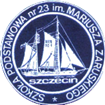 SZKOŁA PODSTAWOWA nr 23 im. MARIUSZA ZARUSKIEGO
szczecin